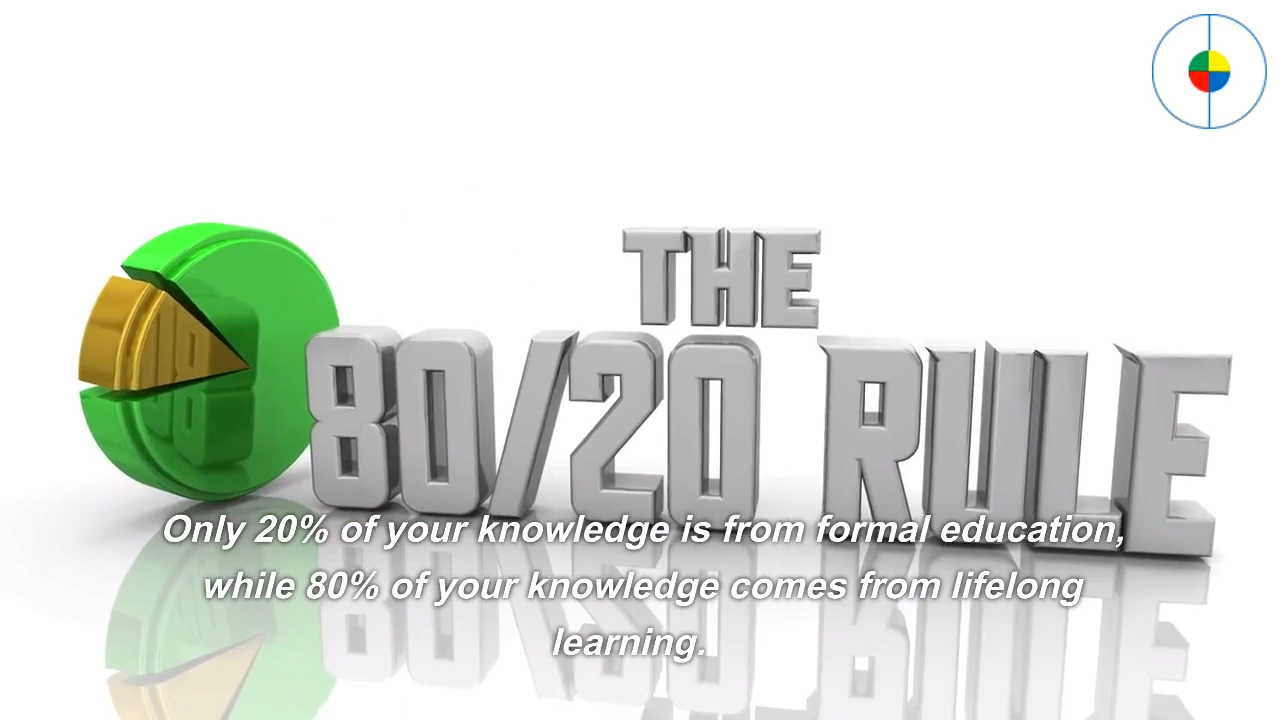 THE
80/20 RULE
Only 20% of your knowledge is from formal education,
while 80% of your knowledge comes from lifelong
learning.